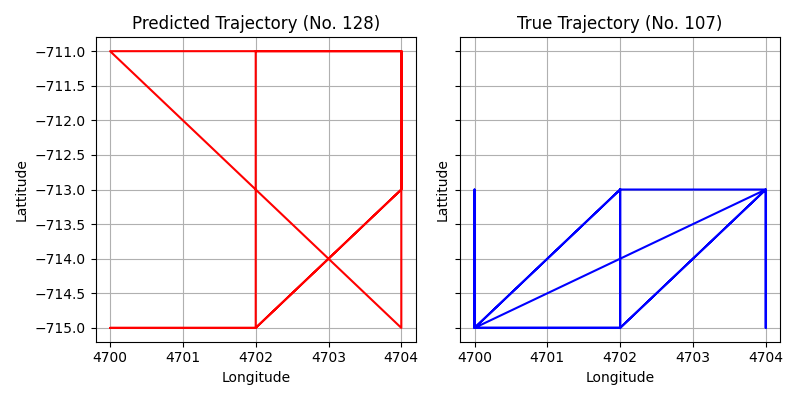 Predicted Trajectory (No. 128)
True Trajectory (No. 107)
−711.0
−711.5
−712.0
−712.5
−713.0
−713.5
−714.0
−714.5
−715.0
Lattitude
Lattitude
4700 4701 4702 4703 4704
4700 4701 4702 4703 4704
Longitude
Longitude